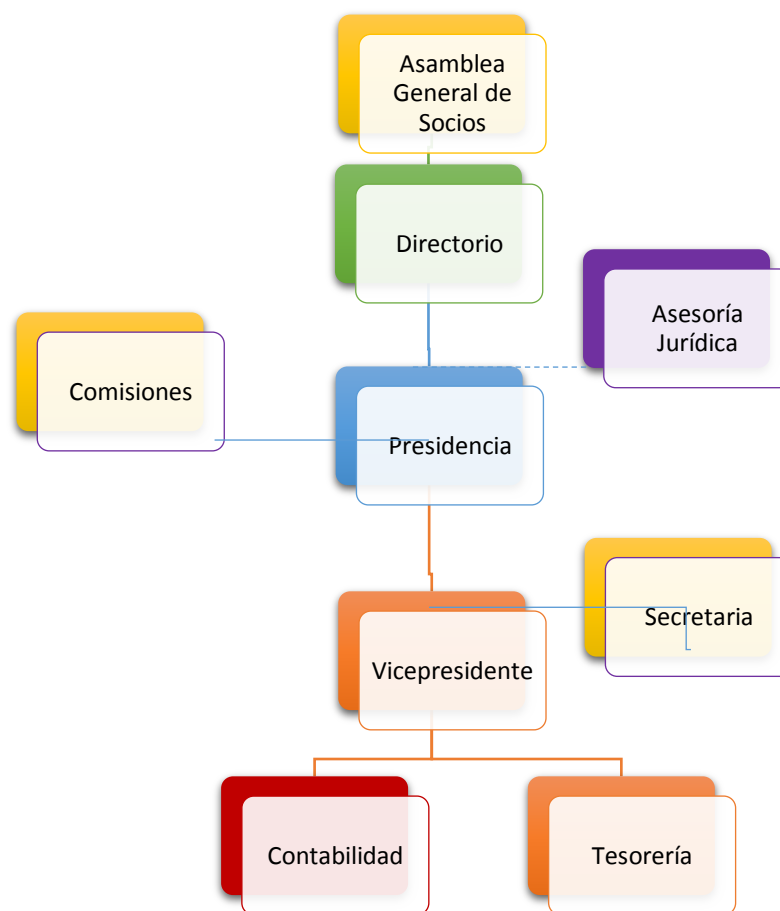 Asamblea
General de
Socios
Directorio
Asesoría
Jurídica
Comisiones
Presidencia
Secretaria
Vicepresidente
Contabilidad
Tesorería